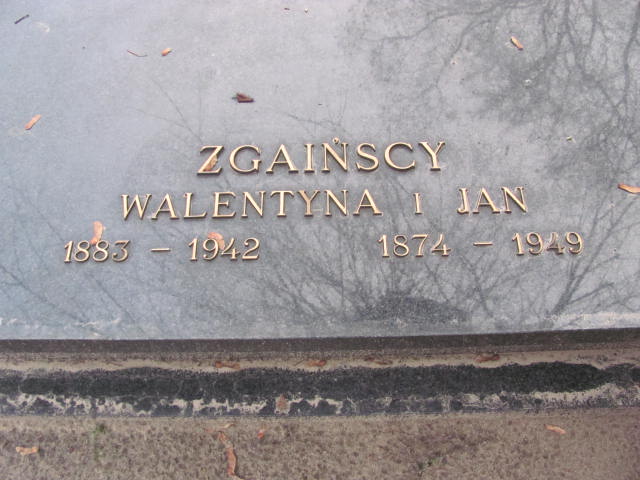 ZGAIŃSCY
WALENTYNA I JAN
1883 – 1942 1874 – 1949